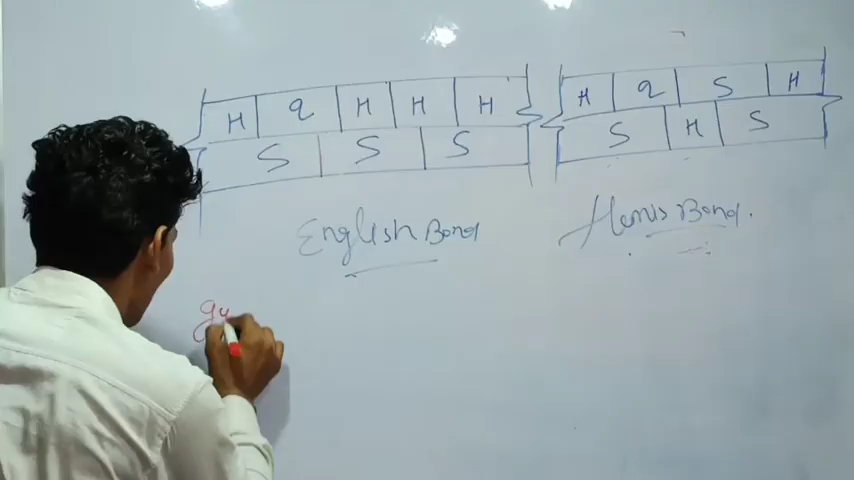 H q H H H
S S S
English Bond
H q S H
S H S
Flemis Bond.